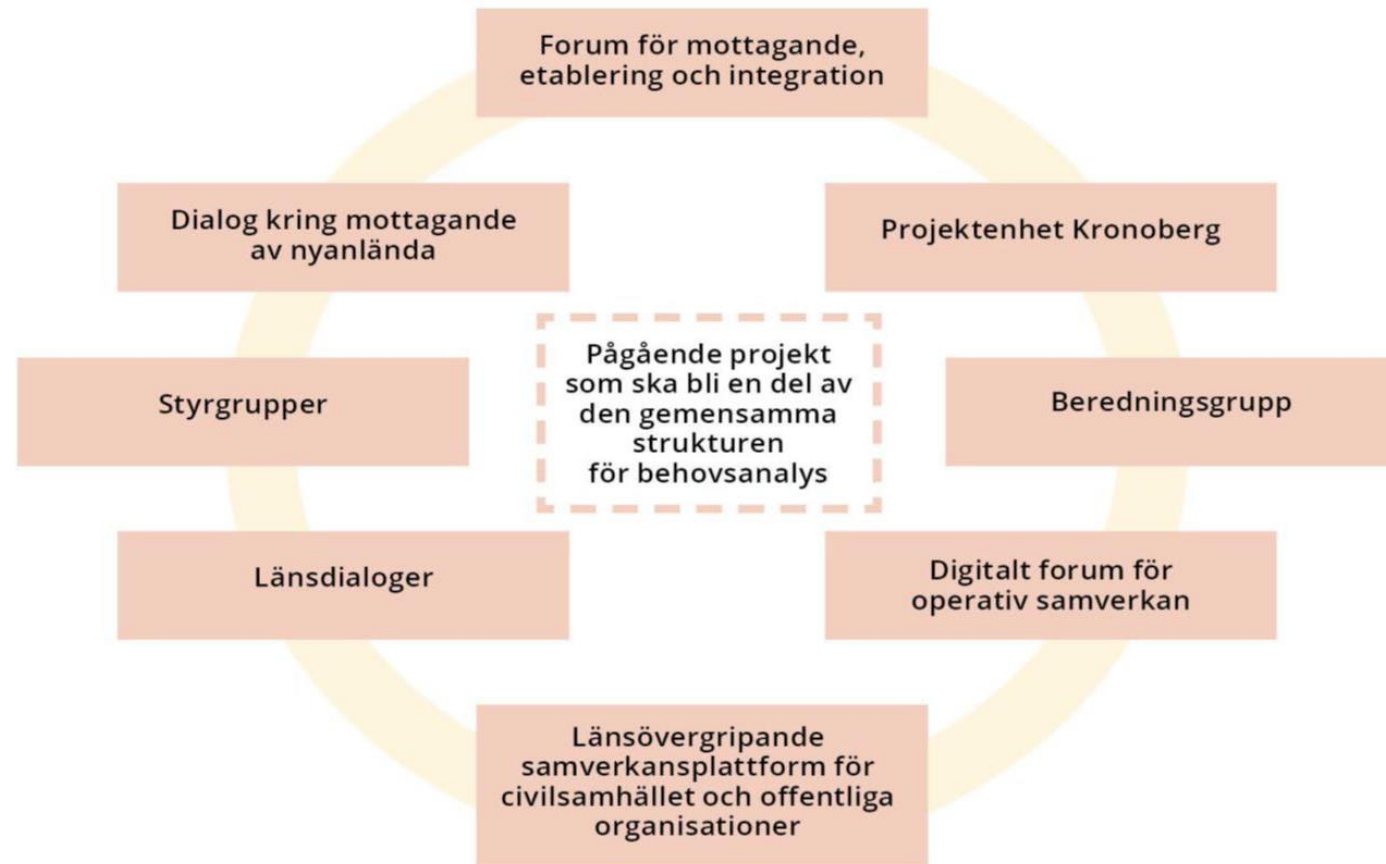 Forum för mottagande,
etablering och integration
Dialog kring mottagande
av nyanlända
Projektenhet Kronoberg
Pågående projekt
som ska bli en del av
den gemensamma
strukturen
för behovsanalys
Styrgrupper
Beredningsgrupp
Länsdialoger
Digitalt forum för
operativ samverkan
Länsövergripande
samverkansplattform för
civilsamhället och offentliga
organisationer